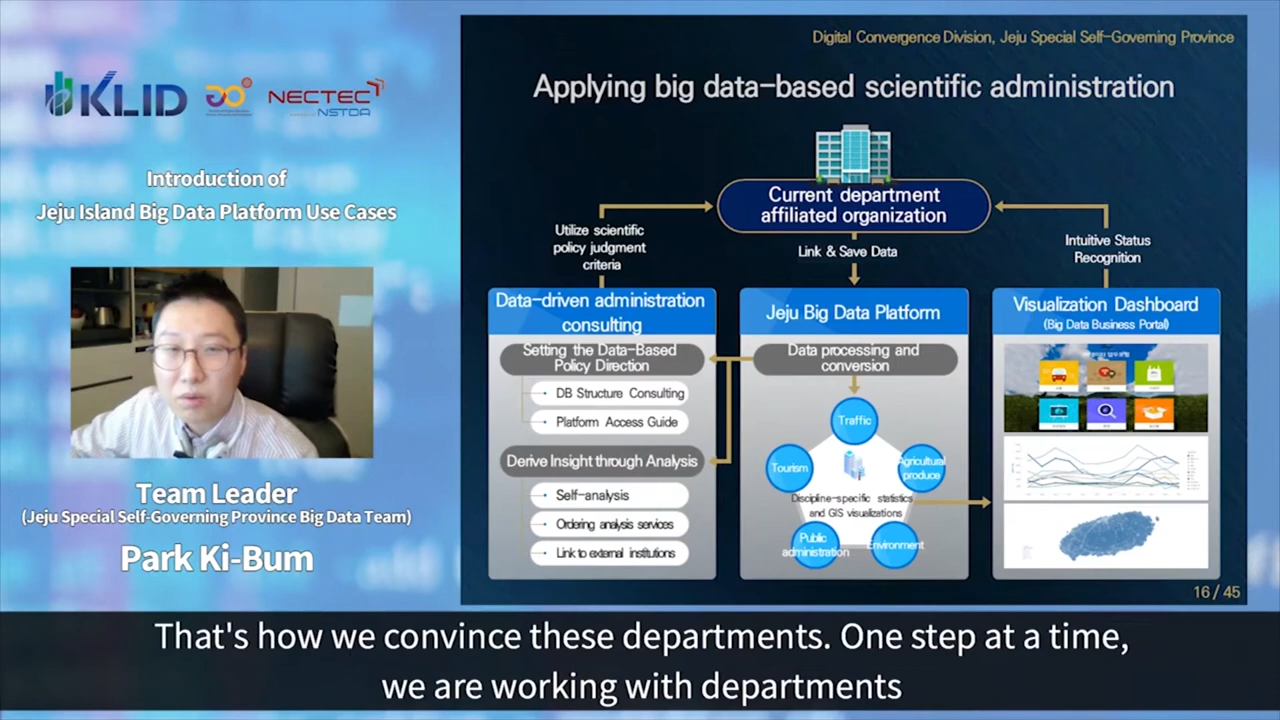 KLID
NECTEC
NSTDA
Introduction of
Jeju Island Big Data Platform Use Cases
Team Leader
(Jeju Special Self-Governing Province Big Data Team)
Park Ki-Bum
Digital Convergence Division, Jeju Special Self-Governing Province
Applying big data-based scientific administration
Current department
affiliated organization
Utilize scientific
policy judgment
criteria
Link & Save Data
Intuitive Status
Recognition
Data-driven administration
consulting
Setting the Data-Based
Policy Direction
DB Structure Consulting
Platform Access Guide
Derive Insight through Analysis
Self-analysis
Ordering analysis services
Link to external institutions
Jeju Big Data Platform
Data processing and
conversion
Traffic
Tourism
Agricultural
produce
Discipline-specific statistics
and GIS visualizations
Public
administration
Environment
Visualization Dashboard
(Big Data Business Portal)
16 / 45
That's how we convince these departments. One step at a time,
we are working with departments